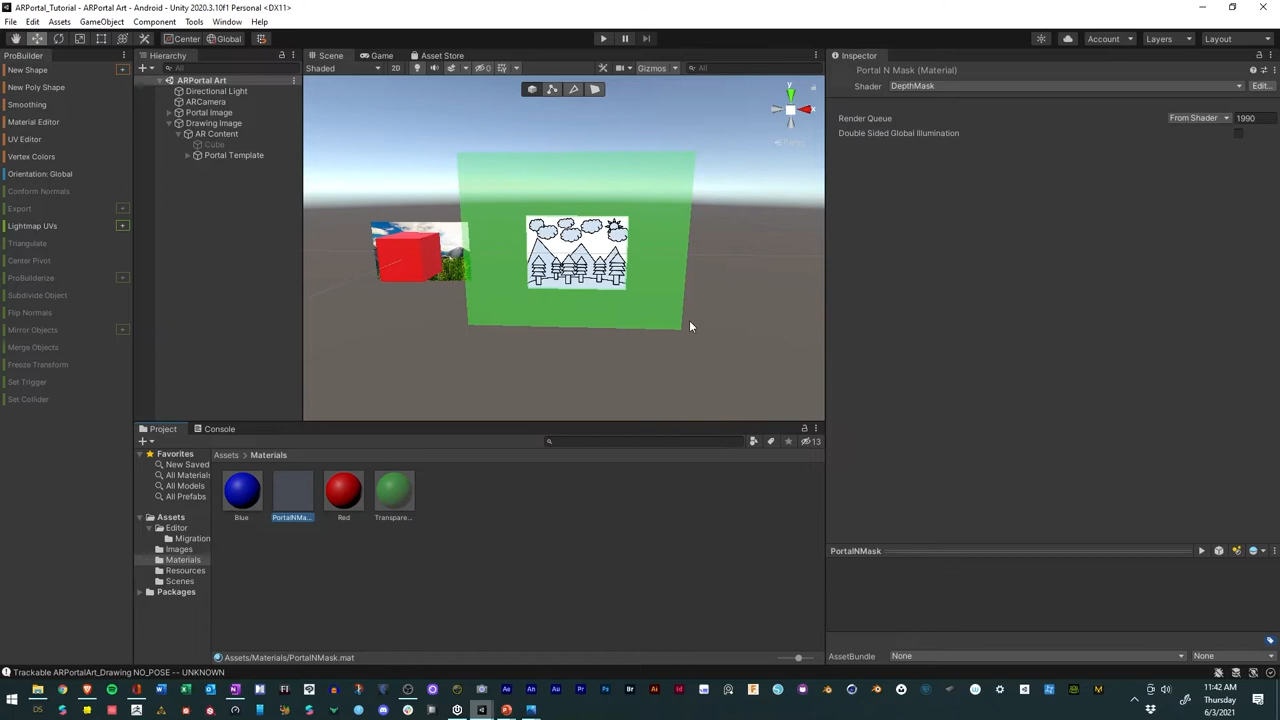 ARPortal_Tutorial - ARPortal Art - Android - Unity 2020.3.10f1 Personal <DX11>
File Edit Assets GameObject Component Tools Window Help
Center Global Account Layers Layout
ProBuilder
New Shape
New Poly Shape
Smoothing
Material Editor
UV Editor
Vertex Colors
Orientation: Global
Conform Normals
Export
Lightmap UVs
Triangulate
Center Pivot
ProBuilderize
Subdivide Object
Flip Normals
Mirror Objects
Merge Objects
Freeze Transform
Set Trigger
Set Collider
Hierarchy
All
ARPortal Art
Directional Light
ARCamera
Portal Image
Drawing Image
AR Content
Cube
Portal Template
Scene Game Asset Store
Shaded 2D 0 Gizmos All
y
x
Persp
Inspector
Portal N Mask (Material)
Shader DepthMask Edit...
Render Queue From Shader 1990
Double Sided Global Illumination
Project Console
13
Favorites
New Saved
All Materials
All Models
All Prefabs
Assets
Editor
Migration
Images
Materials
Resources
Scenes
Packages
Assets > Materials
Blue PortalNMa... Red Transpare...
Assets/Materials/PortalNMask.mat
PortalNMask
AssetBundle None None
Trackable ARPortalArt_Drawing NO_POSE -- UNKNOWN
11:42 AM
Thursday
6/3/2021